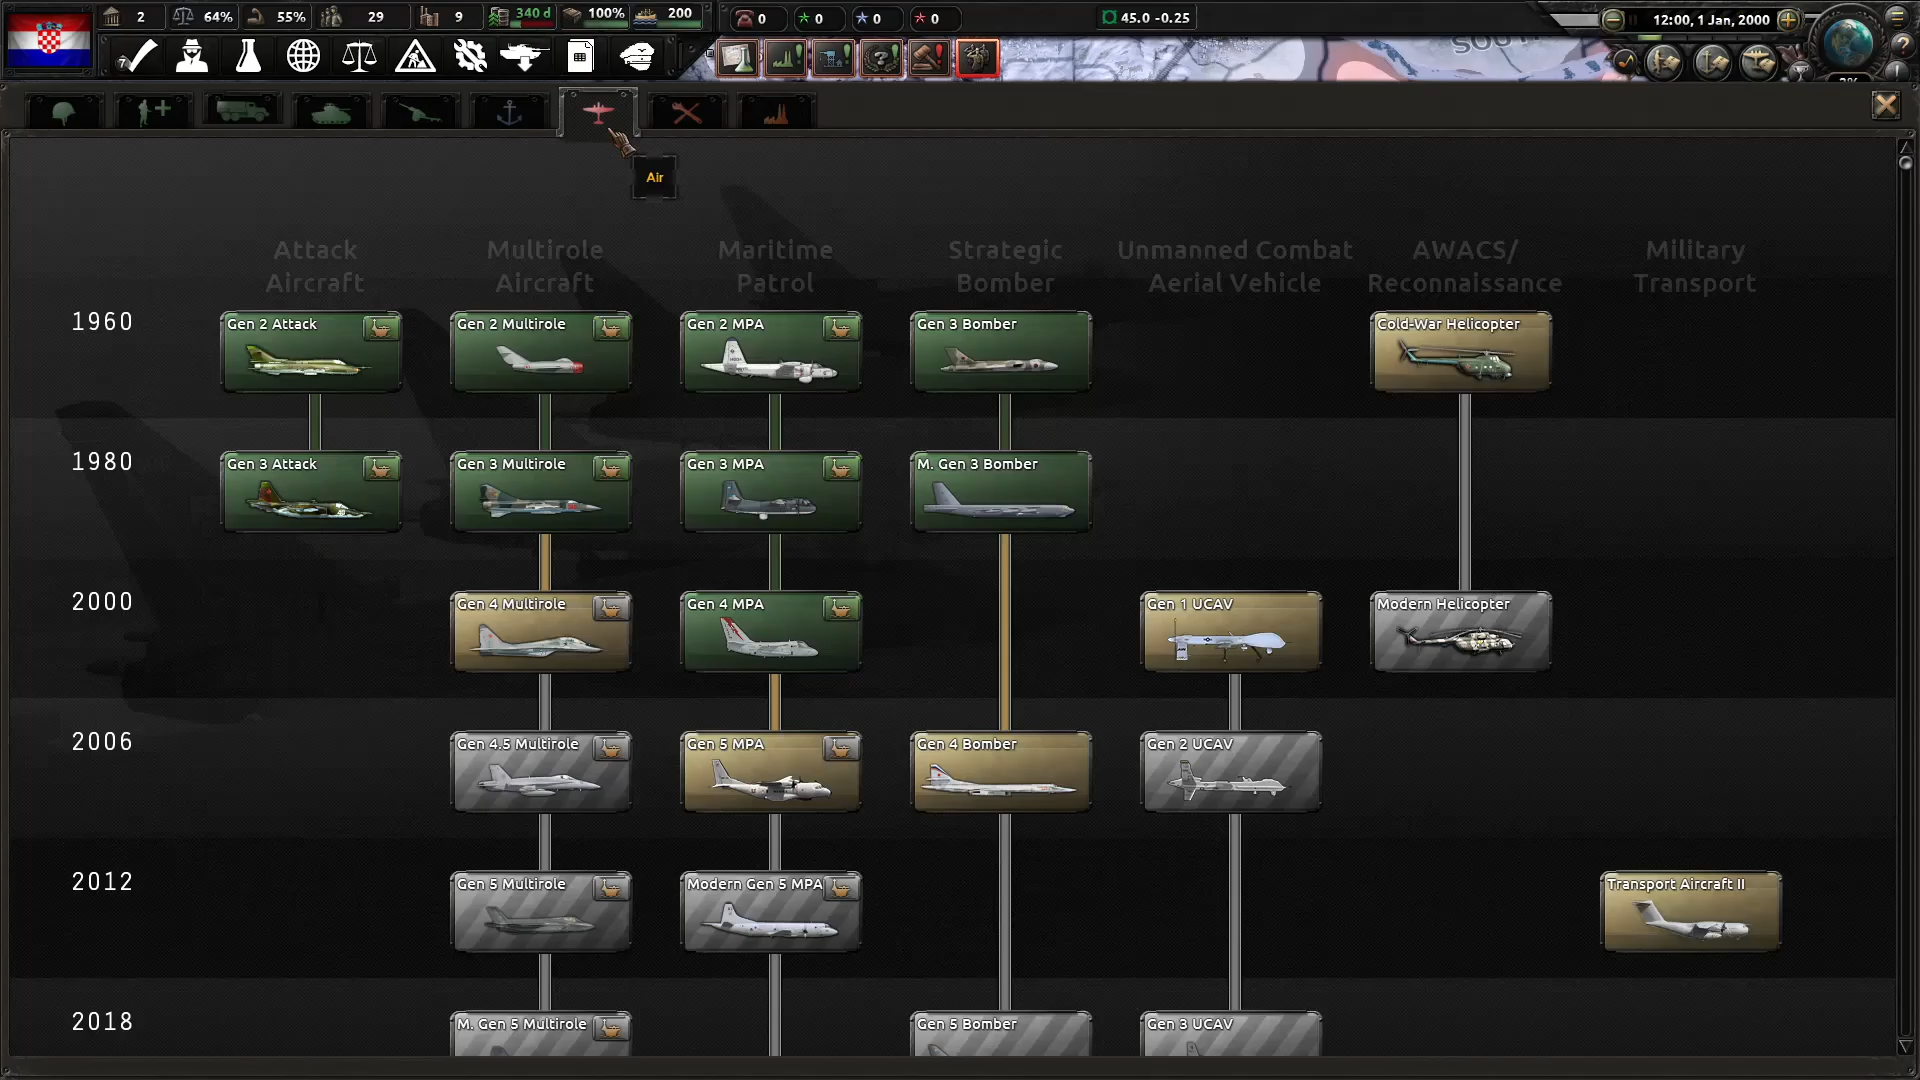 2
64%
55%
29
9
340 d
100%
200
0
0
0
0
45.0 -0.25
12:00, 1 Jan, 2000
7
Air
Attack
Aircraft
Multirole
Aircraft
Maritime
Patrol
Strategic
Bomber
Unmanned Combat
Aerial Vehicle
AWACS/
Reconnaissance
Military
Transport
1960
Gen 2 Attack
Gen 2 Multirole
Gen 2 MPA
Gen 3 Bomber
Cold-War Helicopter
1980
Gen 3 Attack
Gen 3 Multirole
Gen 3 MPA
M. Gen 3 Bomber
2000
Gen 4 Multirole
Gen 4 MPA
Gen 1 UCAV
Modern Helicopter
2006
Gen 4.5 Multirole
Gen 5 MPA
Gen 4 Bomber
Gen 2 UCAV
2012
Gen 5 Multirole
Modern Gen 5 MPA
Transport Aircraft II
2018
M. Gen 5 Multirole
Gen 5 Bomber
Gen 3 UCAV